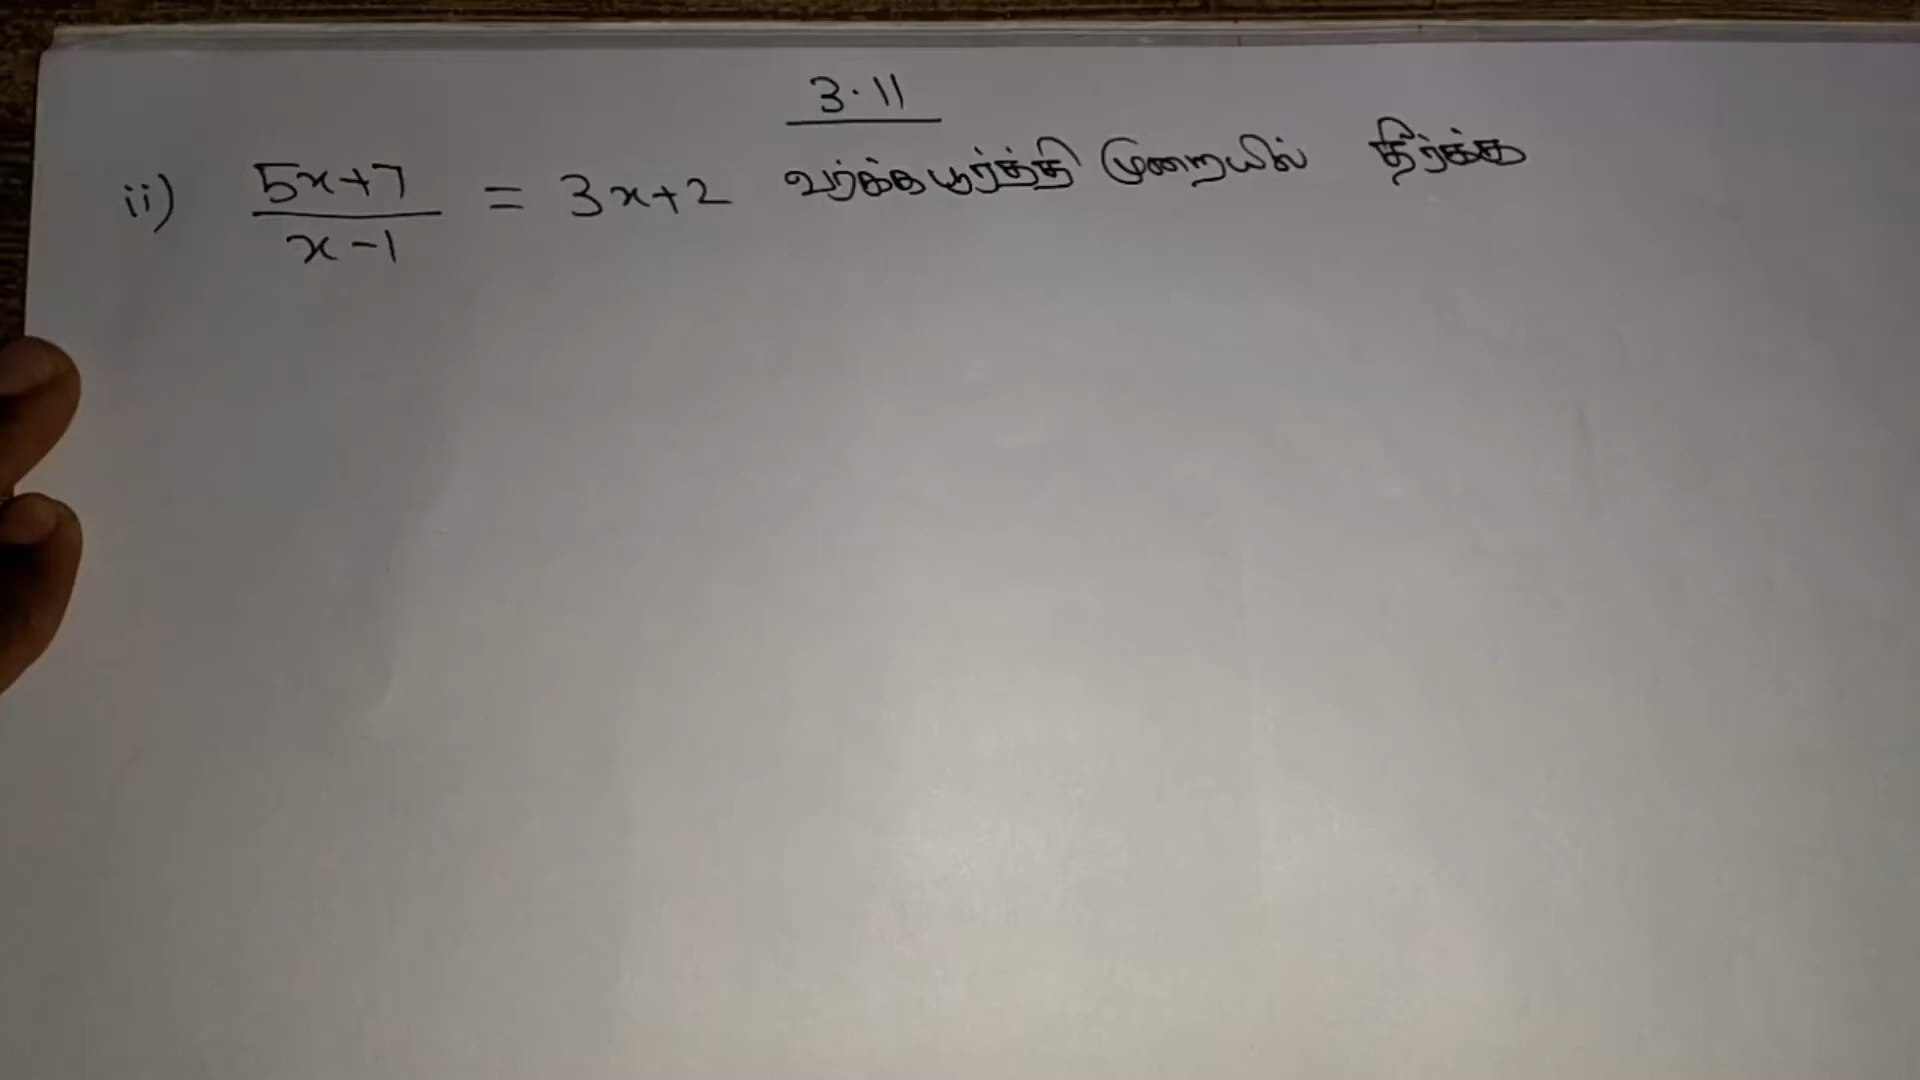 3.11
ii) (5x+7)/(x-1) = 3x+2 வர்க்கபூர்த்தி முறையில் தீர்க்க